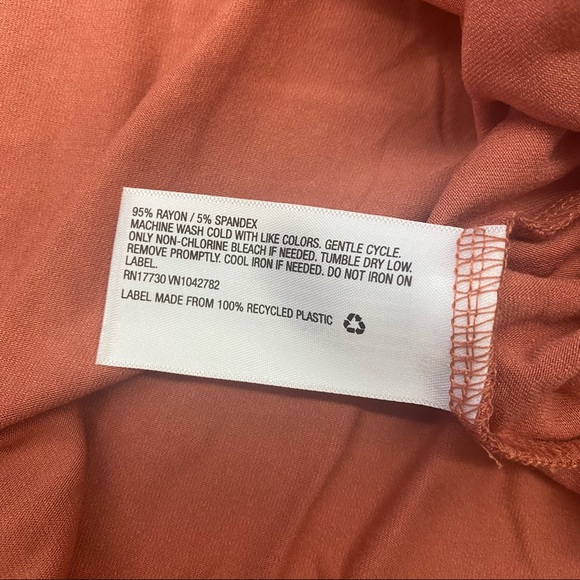 95% RAYON / 5% SPANDEX
MACHINE WASH COLD WITH LIKE COLORS. GENTLE CYCLE.
ONLY NON-CHLORINE BLEACH IF NEEDED. TUMBLE DRY LOW.
REMOVE PROMPTLY. COOL IRON IF NEEDED. DO NOT IRON ON
LABEL.
RN17730 VN1042782
LABEL MADE FROM 100% RECYCLED PLASTIC